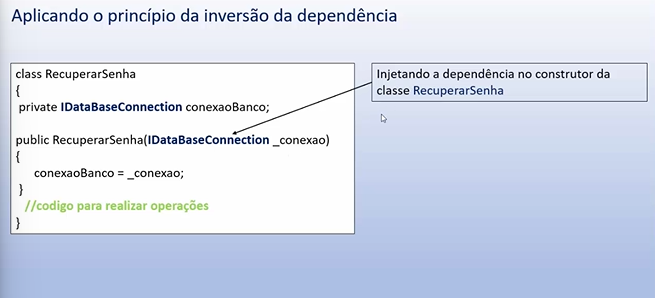 Aplicando o princípio da inversão da dependência
class RecuperarSenha
{
private IDataBaseConnection conexaoBanco;
public RecuperarSenha(IDataBaseConnection _conexao)
{
conexaoBanco = _conexao;
}
//codigo para realizar operações
}
Injetando a dependência no construtor da
classe RecuperarSenha